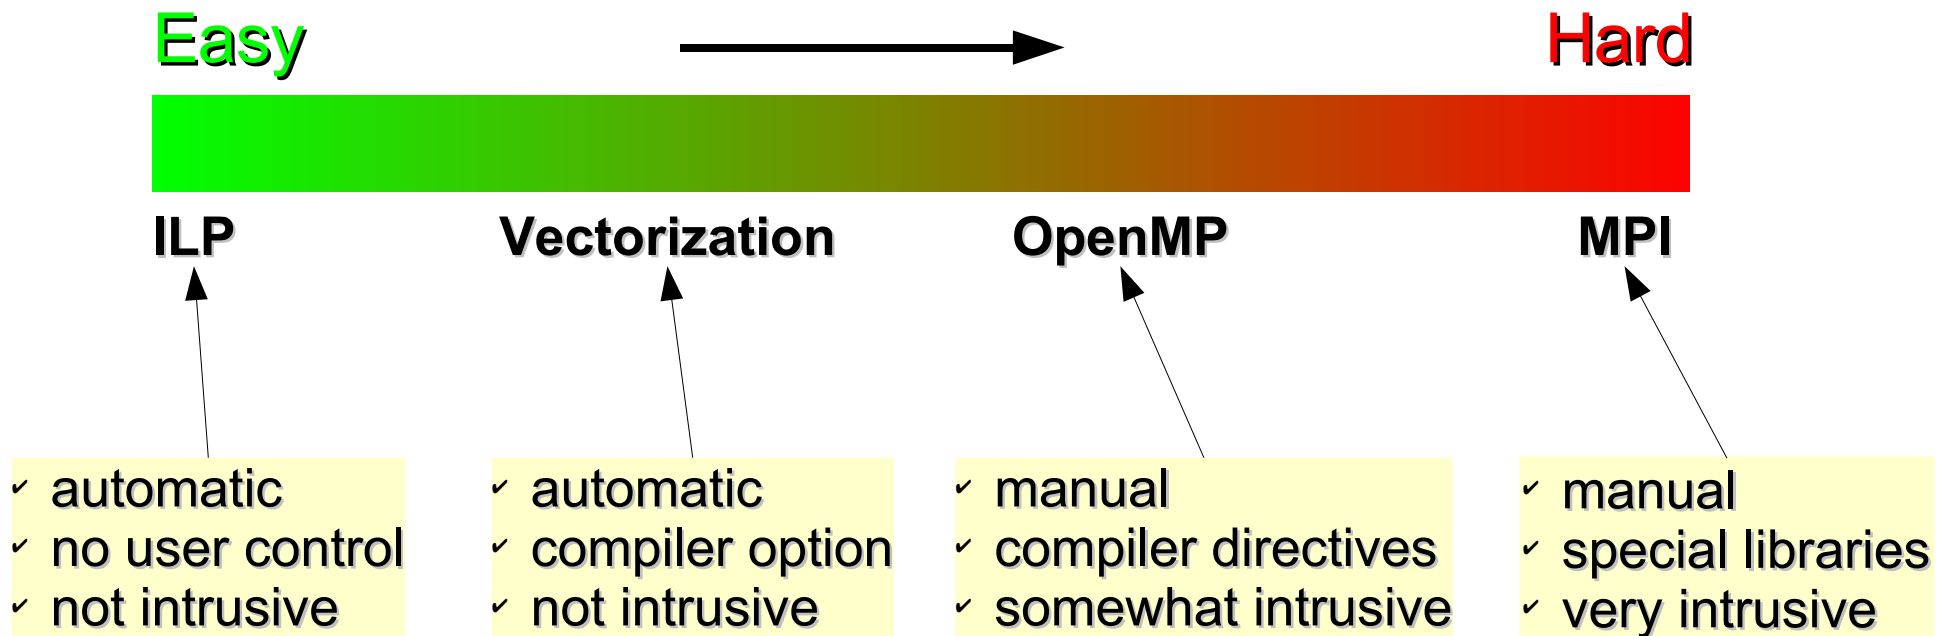 Easy
Hard
ILP
Vectorization
OpenMP
MPI
✔ automatic
✔ no user control
✔ not intrusive
✔ automatic
✔ compiler option
✔ not intrusive
✔ manual
✔ compiler directives
✔ somewhat intrusive
✔ manual
✔ special libraries
✔ very intrusive